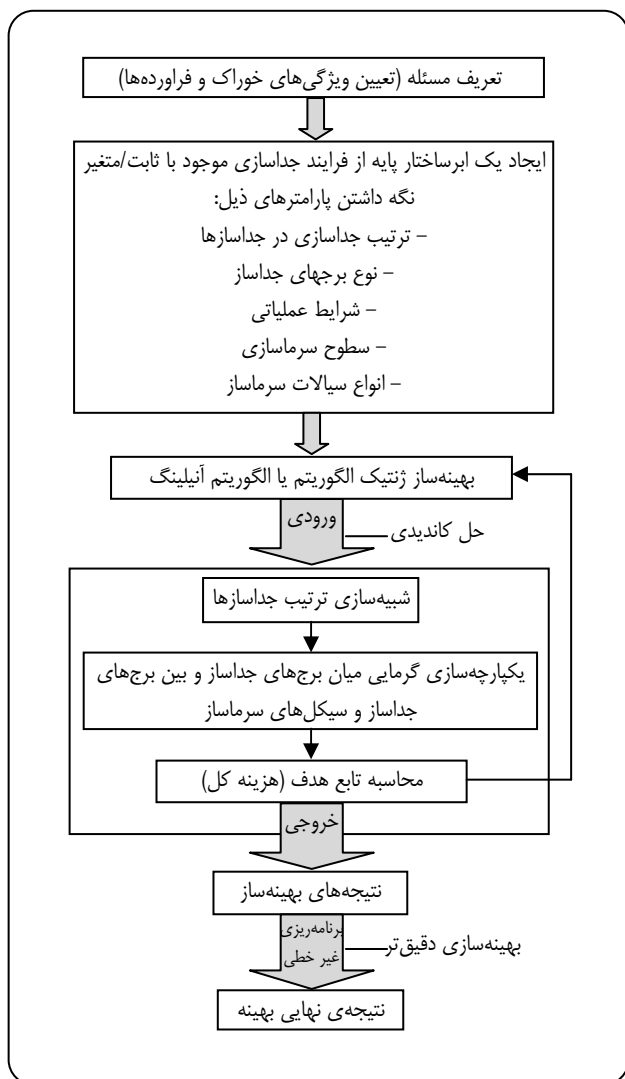 تعریف مسئله (تعیین ویژگی‌های خوراک و فراورده‌ها)
ایجاد یک ابرساختار پایه از فرایند جداسازی موجود با ثابت/متغیر
نگه داشتن پارامترهای ذیل:
– ترتیب جداسازی در جداسازها
– نوع برجهای جداساز
– شرایط عملیاتی
– سطوح سرماسازی
– انواع سیالات سرماساز
بهینه‌ساز ژنتیک الگوریتم یا الگوریتم آنیلینگ
ورودی
حل کاندیدی
شبیه‌سازی ترتیب جداسازها
یکپارچه‌سازی گرمایی میان برج‌های جداساز و بین برج‌های
جداساز و سیکل‌های سرماساز
محاسبه تابع هدف (هزینه کل)
خروجی
نتیجه‌های بهینه‌ساز
برنامه‌ریزی
غیر خطی
بهینه‌سازی دقیق‌تر
نتیجه‌ی نهایی بهینه